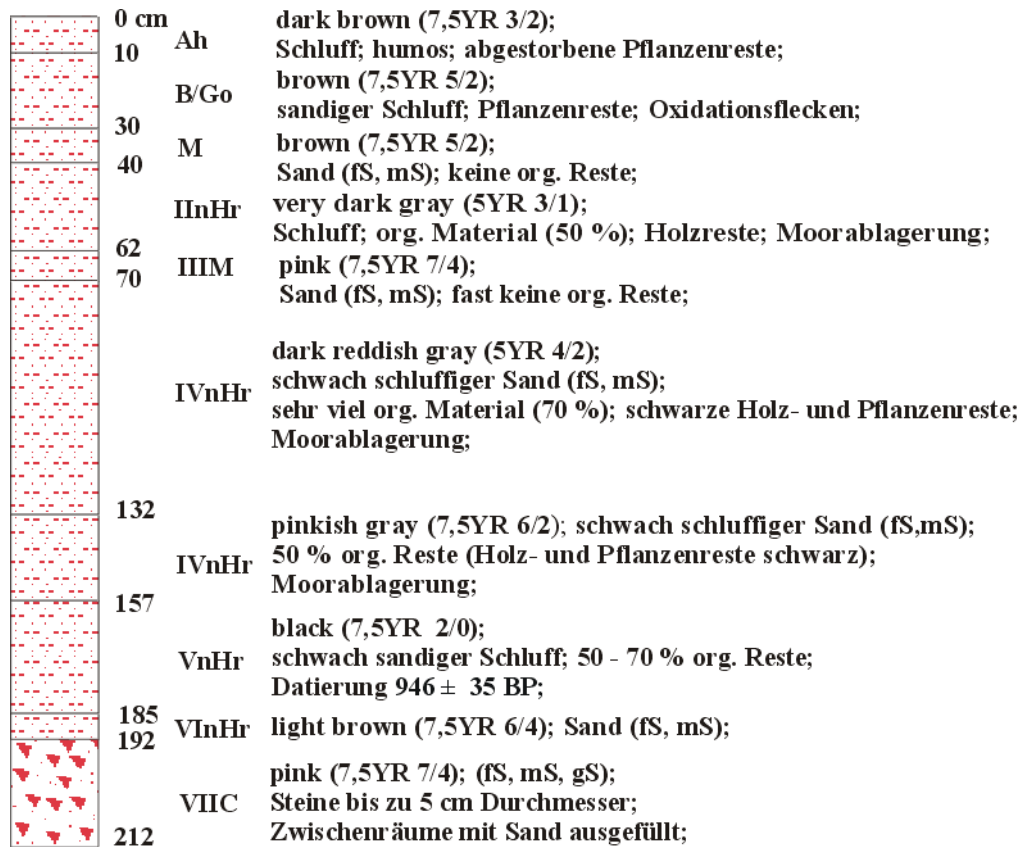 0 cm
dark brown (7,5YR 3/2);
Ah
Schluff; humos; abgestorbene Pflanzenreste;
10
brown (7,5YR 5/2);
B/Go
sandiger Schluff; Pflanzenreste; Oxidationsflecken;
30
brown (7,5YR 5/2);
M
Sand (fS, mS); keine org. Reste;
40
very dark gray (5YR 3/1);
IInHr
Schluff; org. Material (50 %); Holzreste; Moorablagerung;
62
pink (7,5YR 7/4);
IIIM
Sand (fS, mS); fast keine org. Reste;
70
dark reddish gray (5YR 4/2);
schwach schluffiger Sand (fS, mS);
IVnHr
sehr viel org. Material (70 %); schwarze Holz- und Pflanzenreste;
Moorablagerung;
132
pinkish gray (7,5YR 6/2); schwach schluffiger Sand (fS,mS);
IVnHr
50 % org. Reste (Holz- und Pflanzenreste schwarz);
Moorablagerung;
157
black (7,5YR 2/0);
VnHr
schwach sandiger Schluff; 50 - 70 % org. Reste;
Datierung 946 ± 35 BP;
185
VInHr
light brown (7,5YR 6/4); Sand (fS, mS);
192
pink (7,5YR 7/4); (fS, mS, gS);
VIIC
Steine bis zu 5 cm Durchmesser;
Zwischenräume mit Sand ausgefüllt;
212